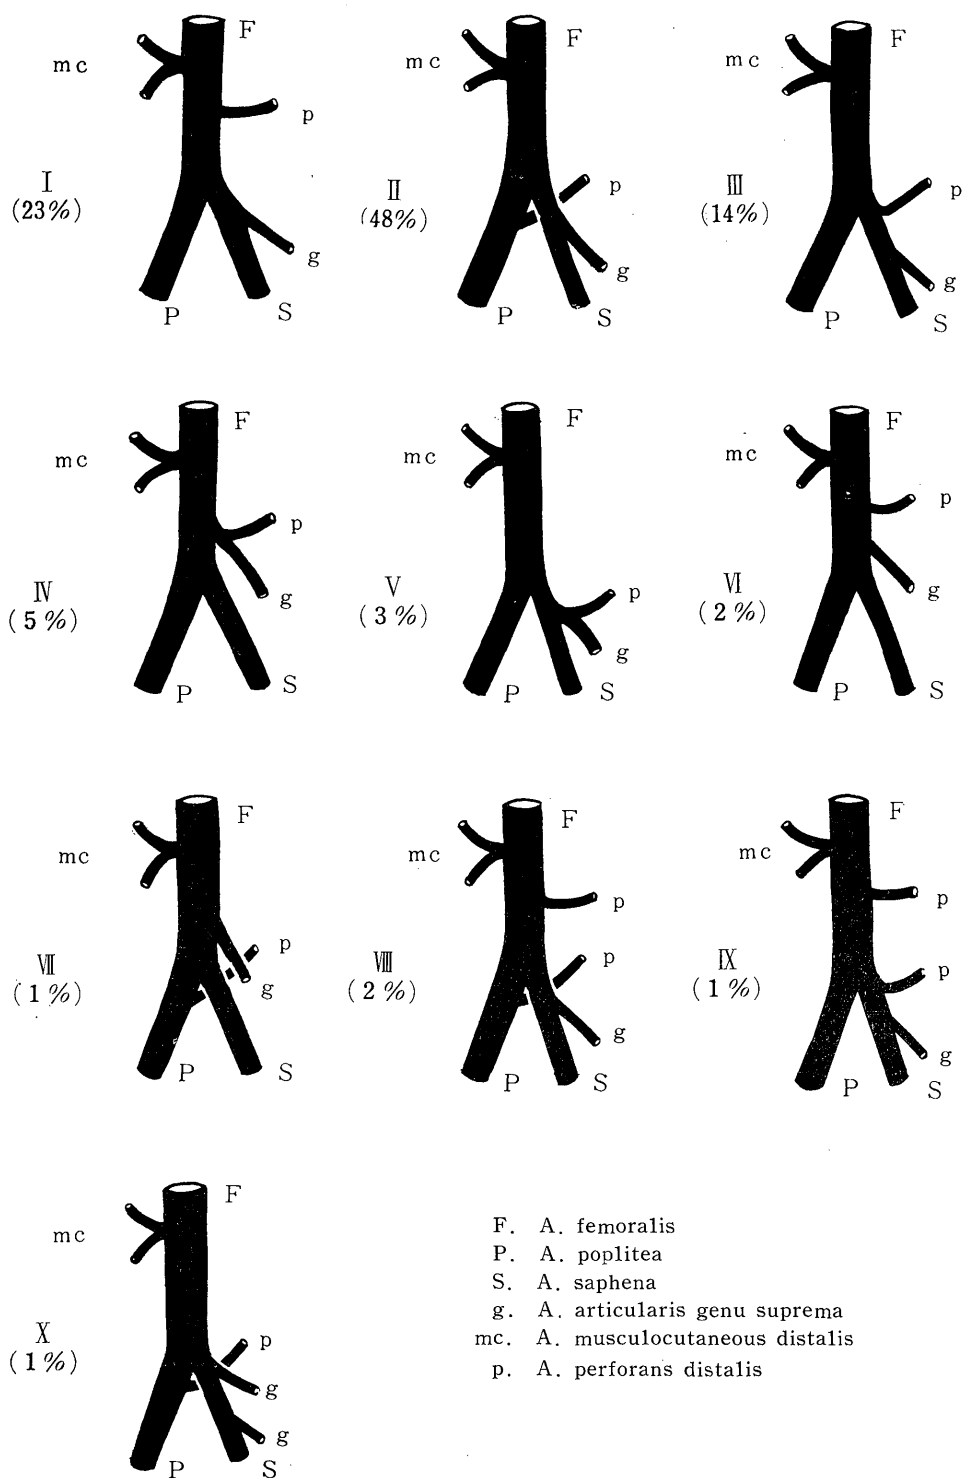 F
mc
p
I
(23%)
g
P
S
F
mc
p
II
(48%)
g
P
S
F
mc
p
III
(14%)
g
P
S
F
mc
p
IV
(5%)
g
P
S
F
mc
p
V
(3%)
g
P
S
F
mc
p
VI
(2%)
g
P
S
F
mc
p
VII
(1%)
g
P
S
F
mc
p
p
VIII
(2%)
g
P
S
F
mc
p
p
IX
(1%)
g
P
S
F
mc
p
X
(1%)
g
g
P
S
F. A. femoralis
P. A. poplitea
S. A. saphena
g. A. articularis genu suprema
mc. A. musculocutaneous distalis
p. A. perforans distalis